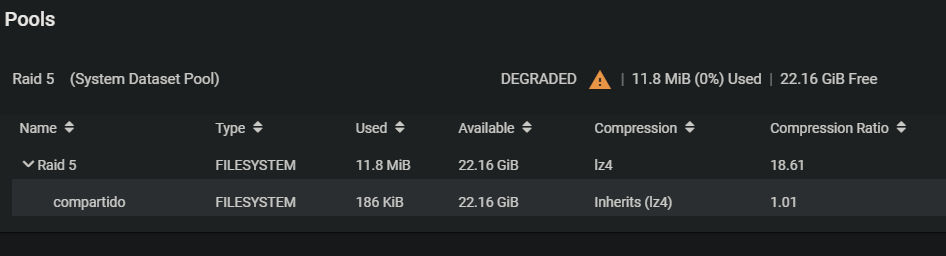 Pools
Raid 5 (System Dataset Pool) DEGRADED | 11.8 MiB (0%) Used | 22.16 GiB Free
Name Type Used Available Compression Compression Ratio
Raid 5 FILESYSTEM 11.8 MiB 22.16 GiB lz4 18.61
compartido FILESYSTEM 186 KiB 22.16 GiB Inherits (lz4) 1.01